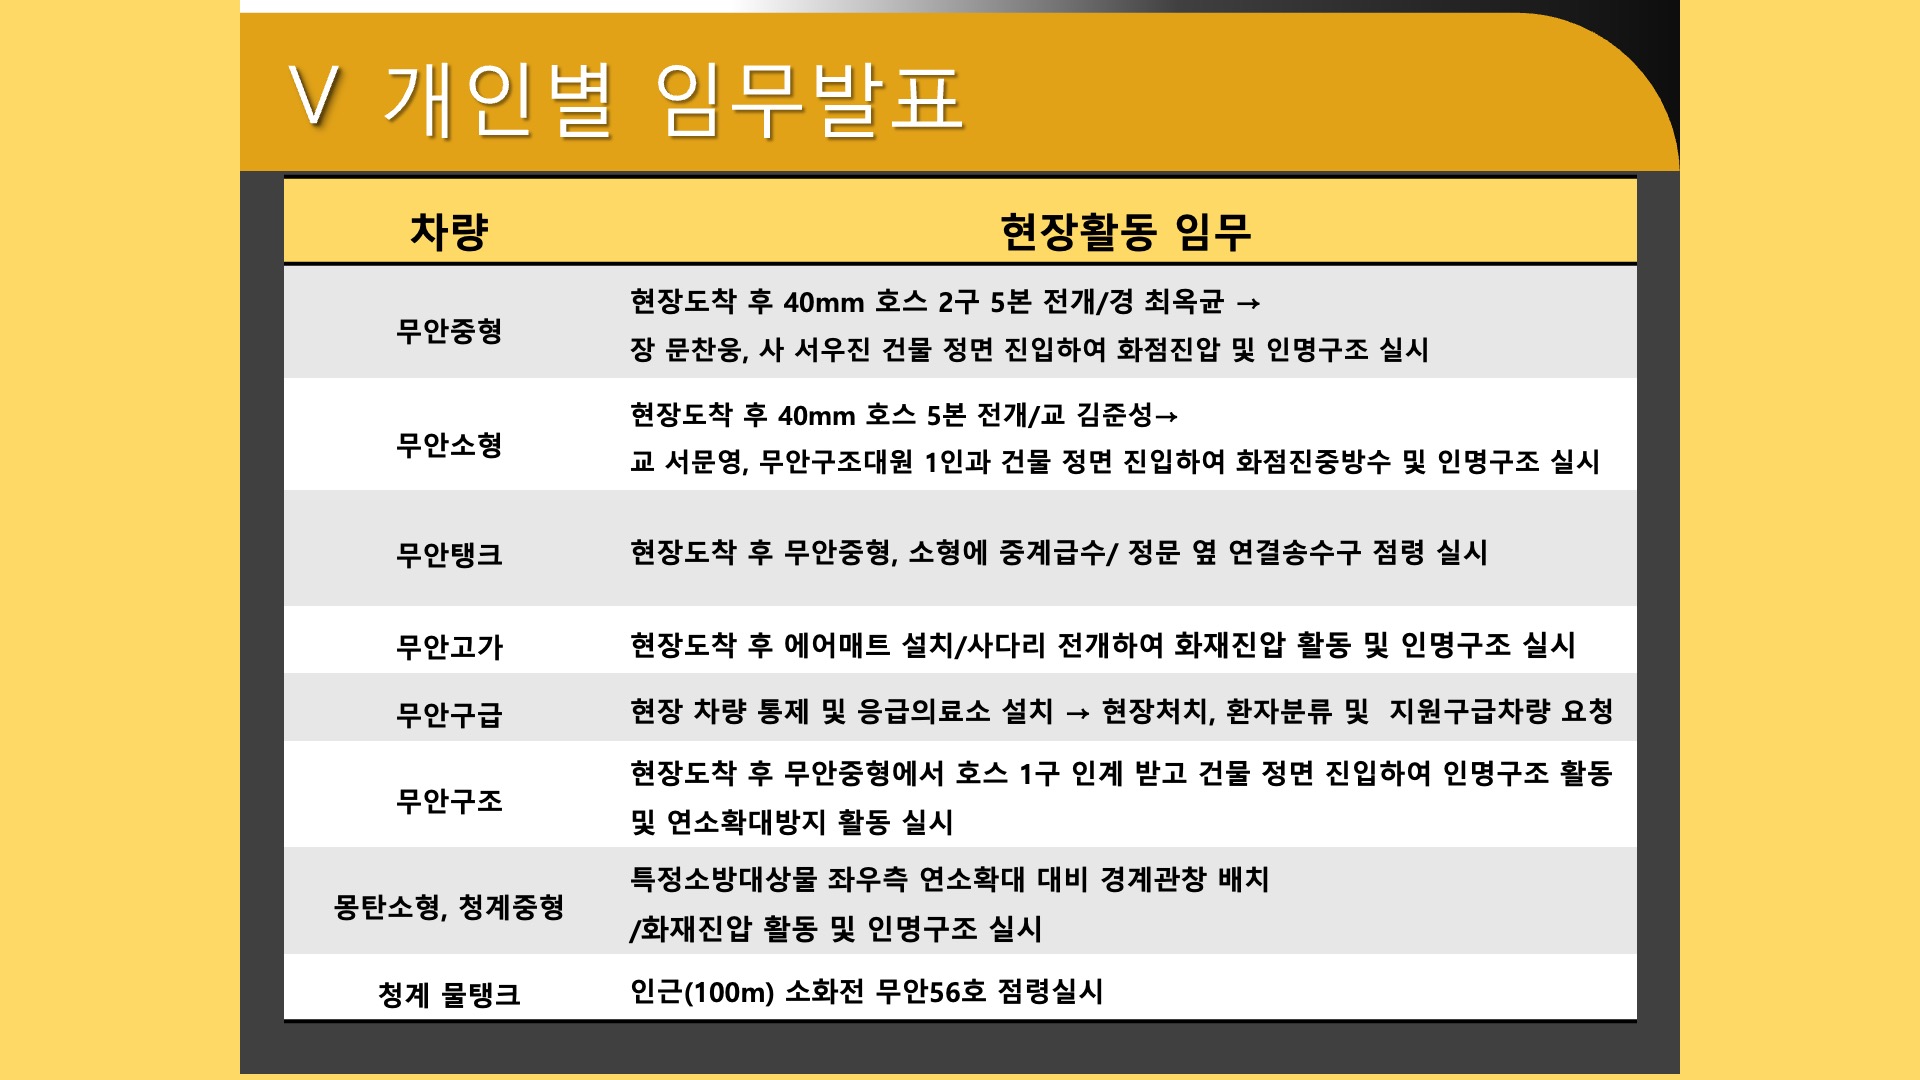 V 개인별 임무발표
차량
현장활동 임무
무안중형
현장도착 후 40mm 호스 2구 5본 전개/경 최옥균 →
장 문찬웅, 사 서우진 건물 정면 진입하여 화점진압 및 인명구조 실시
무안소형
현장도착 후 40mm 호스 5본 전개/교 김준성→
교 서문영, 무안구조대원 1인과 건물 정면 진입하여 화점진중방수 및 인명구조 실시
무안탱크
현장도착 후 무안중형, 소형에 중계급수/ 정문 옆 연결송수구 점령 실시
무안고가
현장도착 후 에어매트 설치/사다리 전개하여 화재진압 활동 및 인명구조 실시
무안구급
현장 차량 통제 및 응급의료소 설치 → 현장처치, 환자분류 및  지원구급차량 요청
무안구조
현장도착 후 무안중형에서 호스 1구 인계 받고 건물 정면 진입하여 인명구조 활동
및 연소확대방지 활동 실시
몽탄소형, 청계중형
특정소방대상물 좌우측 연소확대 대비 경계관창 배치
/화재진압 활동 및 인명구조 실시
청계 물탱크
인근(100m) 소화전 무안56호 점령실시